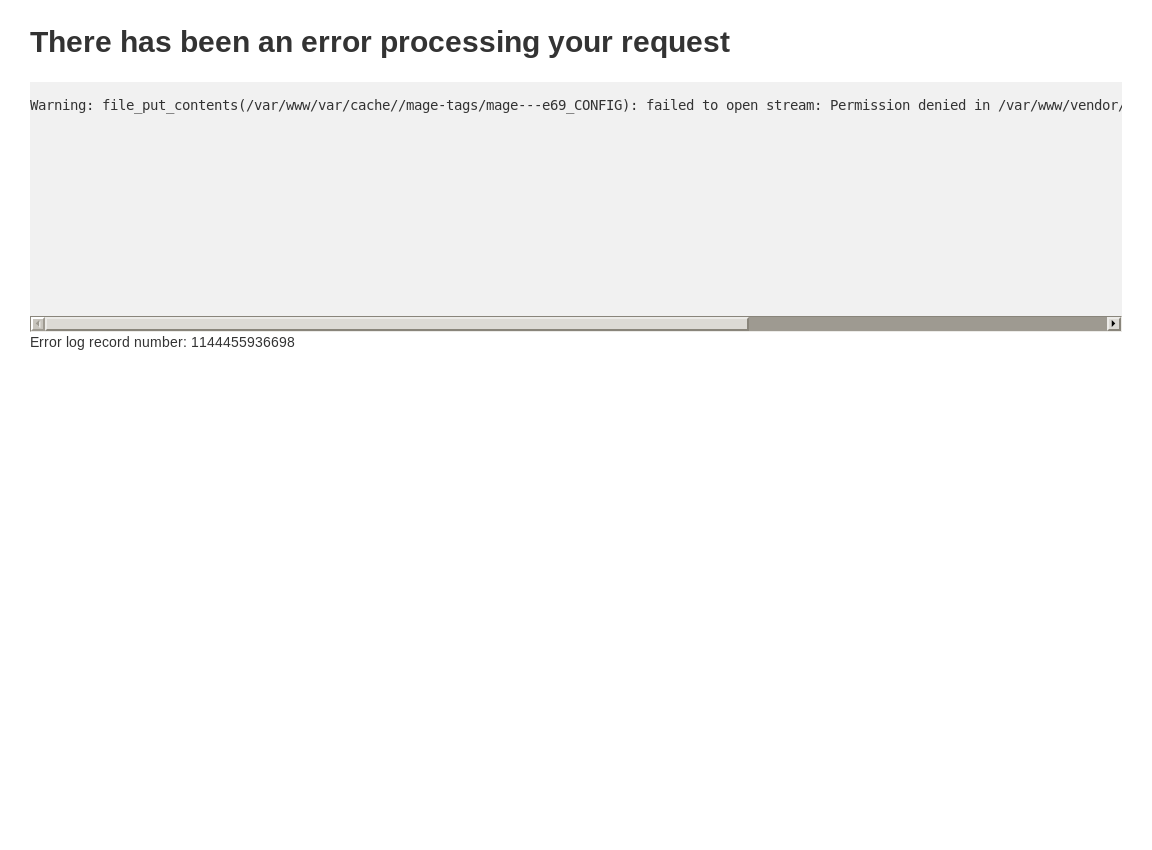 There has been an error processing your request
Warning: file_put_contents(/var/www/var/cache//mage-tags/mage---e69_CONFIG): failed to open stream: Permission denied in /var/www/vendor/
Error log record number: 1144455936698